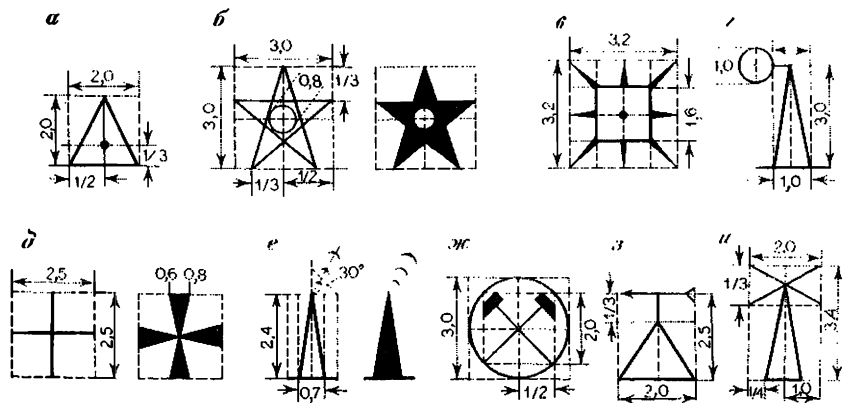 а б в г
2,0 3,0 3,2
2,0 1/3 1/2
3,0 0,8 1/3 1/3 1/2
3,2 1,6
1,0 3,0 1,0
д е ж з и
2,5 2,5 0,6 0,8
2,4 30° 0,7
3,0 2,0 1/2
1/3 2,5 2,0
2,0 1/3 3,4 1/4 1,0